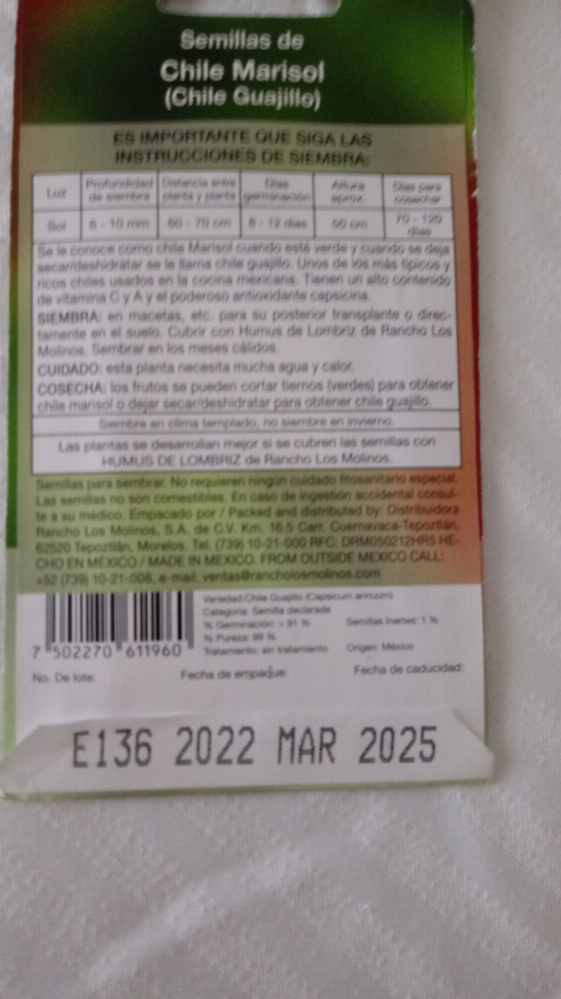 Semillas de
Chile Marisol
(Chile Guajillo)
ES IMPORTANTE QUE SIGA LAS
INSTRUCCIONES DE SIEMBRA:
Luz Profundidad de siembra Distancia entre planta y planta Días germinación Altura aprox. Días para cosechar
Sol 6 - 10 mm 60 - 70 cm 8 - 12 días 60 cm 70 - 120 días
Se le conoce como chile Marisol cuando está verde y cuando se deja
secar/deshidratar se le llama chile guajillo. Unos de los más típicos y
ricos chiles usados en la cocina mexicana. Tienen un alto contenido
de vitamina C y A y el poderoso antioxidante capsicina.
SIEMBRA: en macetas, etc. para su posterior transplante o direc-
tamente en el suelo. Cubrir con Humus de Lombriz de Rancho Los
Molinos. Sembrar en los meses cálidos.
CUIDADO: esta planta necesita mucha agua y calor.
COSECHA: los frutos se pueden cortar tiernos (verdes) para obtener
chile marisol o dejar secar/deshidratar para obtener chile guajillo.
Siembre en clima templado, no siembre en invierno.
Las plantas se desarrollan mejor si se cubren las semillas con
HUMUS DE LOMBRIZ de Rancho Los Molinos.
Semillas para sembrar. No requieren ningún cuidado fitosanitario especial.
Las semillas no son comestibles. En caso de ingestión accidental consul-
te a su médico. Empacado por / Packed and distributed by: Distribuidora
Rancho Los Molinos, S.A. de C.V. Km. 16.5 Carr. Cuernavaca-Tepoztlán,
62520 Tepoztlán, Morelos. Tel. (739) 10-21-000 RFC: DRM050212HR5 HE-
CHO EN MÉXICO / MADE IN MEXICO. FROM OUTSIDE MEXICO CALL:
+52 (739) 10-21-008, e-mail: ventas@rancholosmolinos.com
Variedad:Chile Guajillo (Capsicum annuum)
Categoría: Semilla declarada
% Germinación: > 91 % Semillas Inertes: 1 %
% Pureza: 99 %
Tratamiento: sin tratamiento Origen: México
7 502270 611960
No. De lote: Fecha de empaque: Fecha de caducidad:
E136 2022 MAR 2025